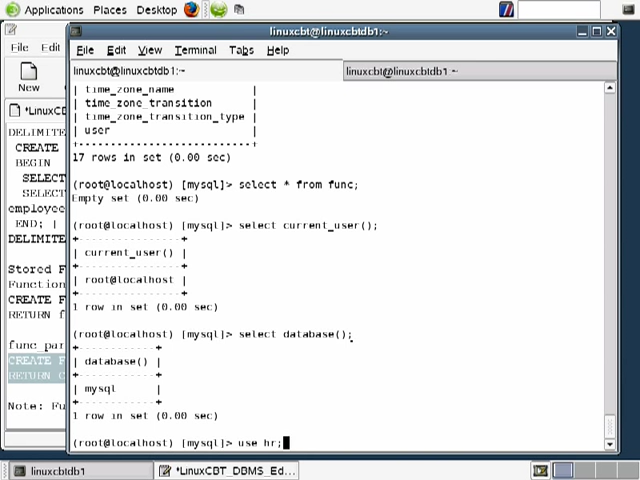 Applications Places Desktop
linuxcbt@linuxcbtdb1:~
File Edit
File Edit View Terminal Tabs Help
linuxcbt@linuxcbtdb1:~ linuxcbt@linuxcbtdb1:~
New
*LinuxCB
| time_zone_name |
| time_zone_transition |
| time_zone_transition_type |
| user |
+---------------------------+
17 rows in set (0.00 sec)
(root@localhost) [mysql]> select * from func;
Empty set (0.00 sec)
(root@localhost) [mysql]> select current_user();
+----------------+
| current_user() |
+----------------+
| root@localhost |
+----------------+
1 row in set (0.00 sec)
(root@localhost) [mysql]> select database();
+------------+
| database() |
+------------+
| mysql |
+------------+
1 row in set (0.00 sec)
(root@localhost) [mysql]> use hr;
DELIMITE
CREATE
BEGIN
SELECT
SELECT
employee
END; |
DELIMITE
Stored F
Function
CREATE F
RETURN f
func_par
CREATE F
RETURN C
Note: Fu
linuxcbtdb1 *LinuxCBT_DBMS_Ed...